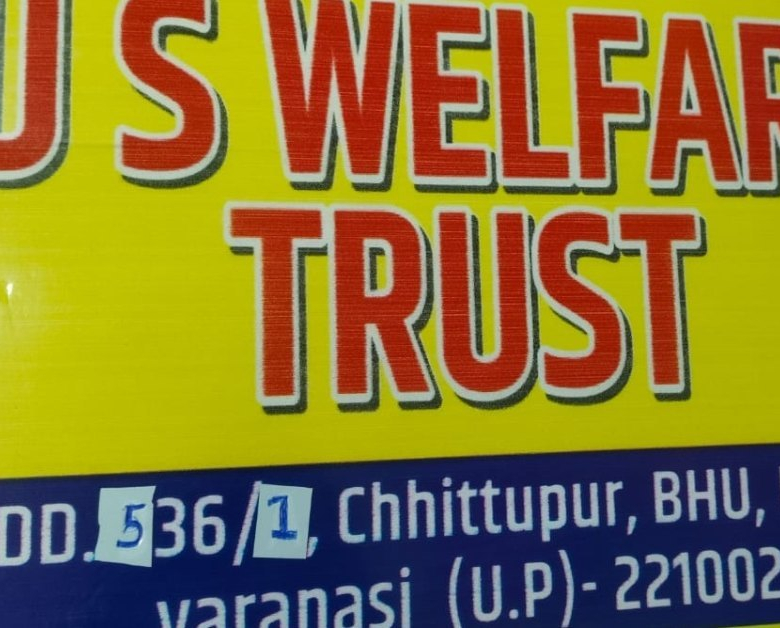 U S WELFAR
TRUST
DD. 536/1, Chhittupur, BHU,
varanasi (U.P)- 221002